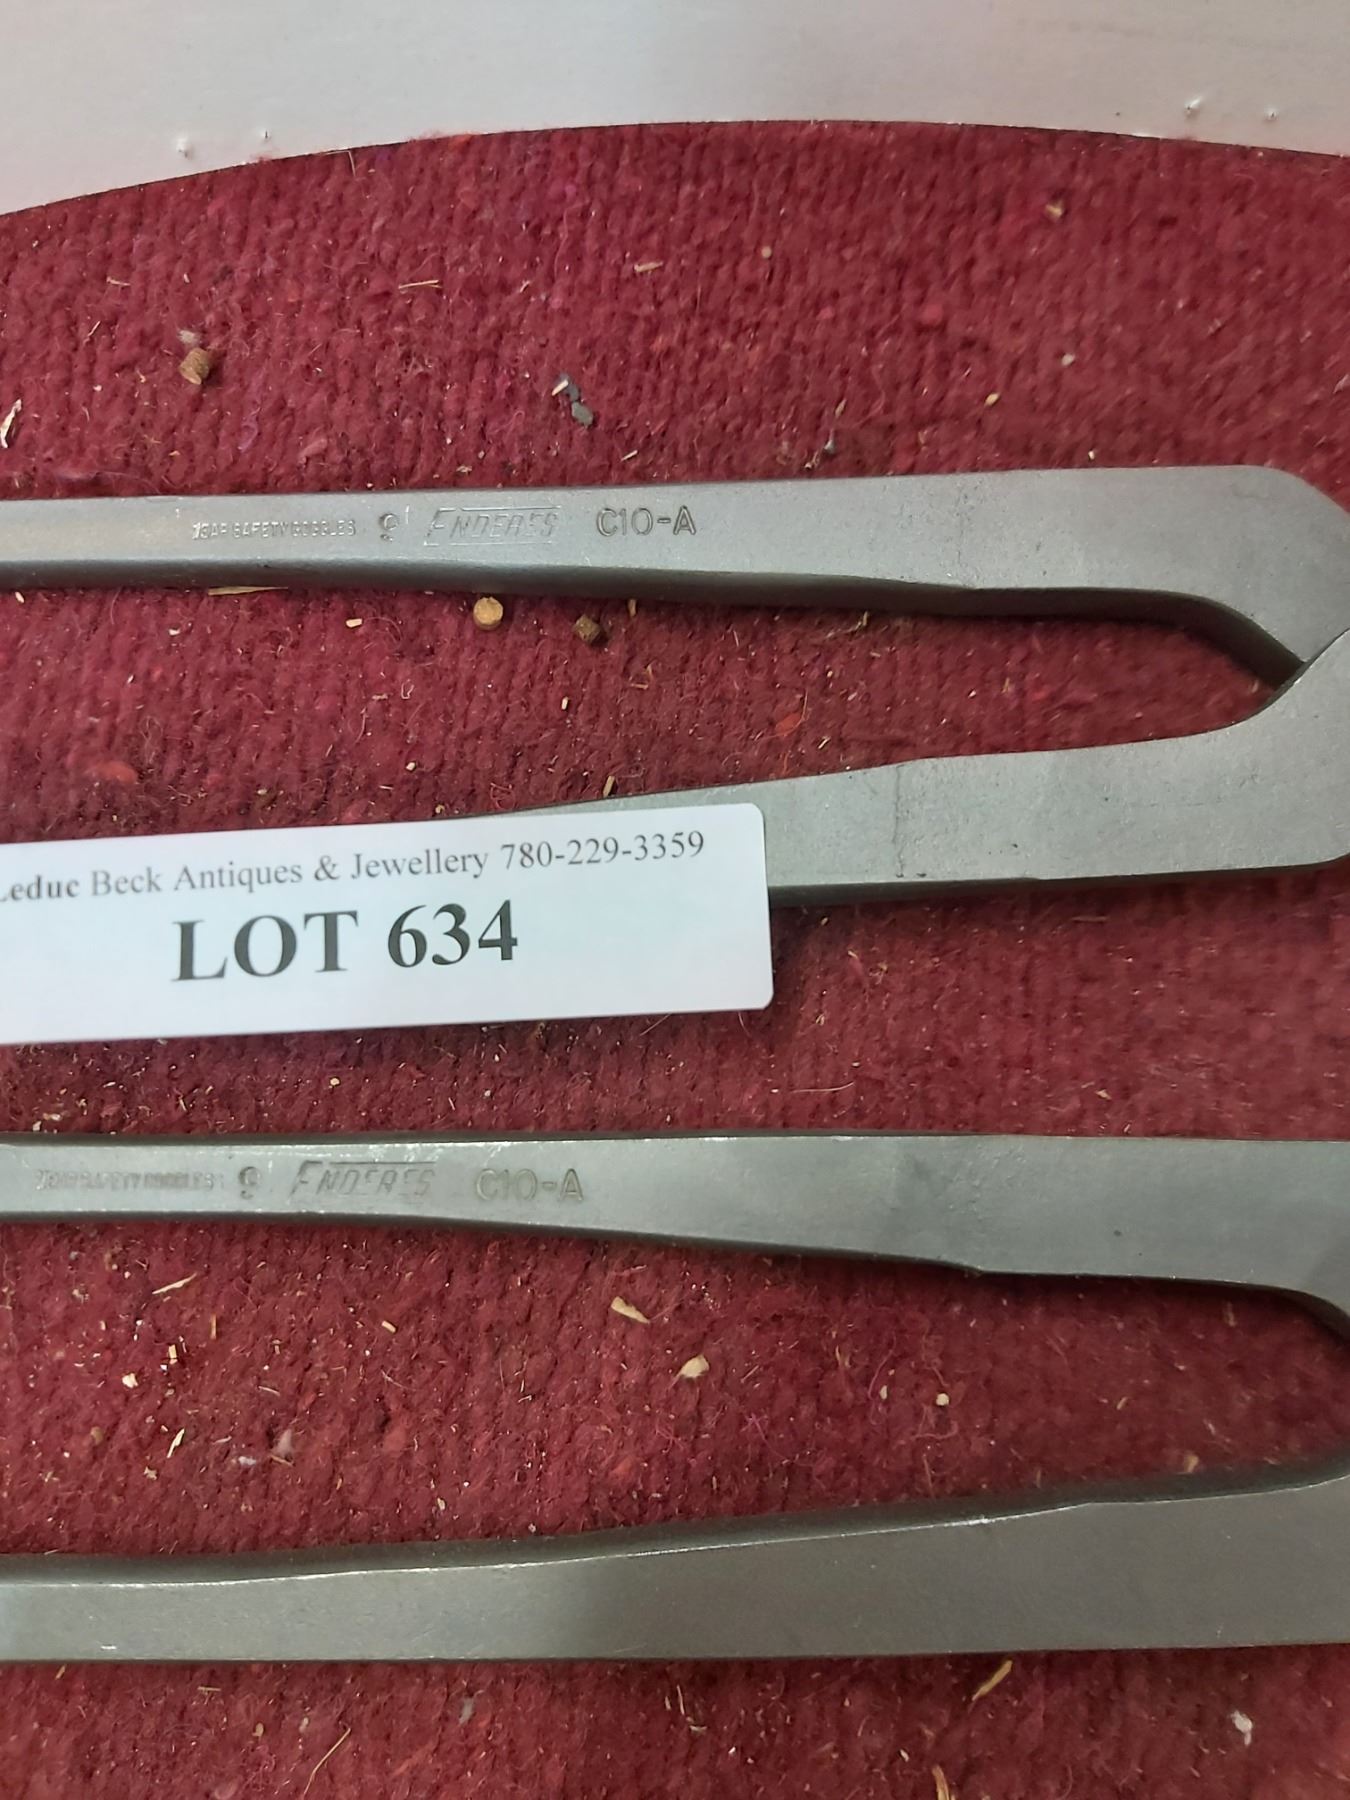 WEAR SAFETY GOGGLES 9 ENDERES C10-A
Leduc Beck Antiques & Jewellery 780-229-3359
LOT 634
WEAR SAFETY GOGGLES 9 ENDERES C10-A